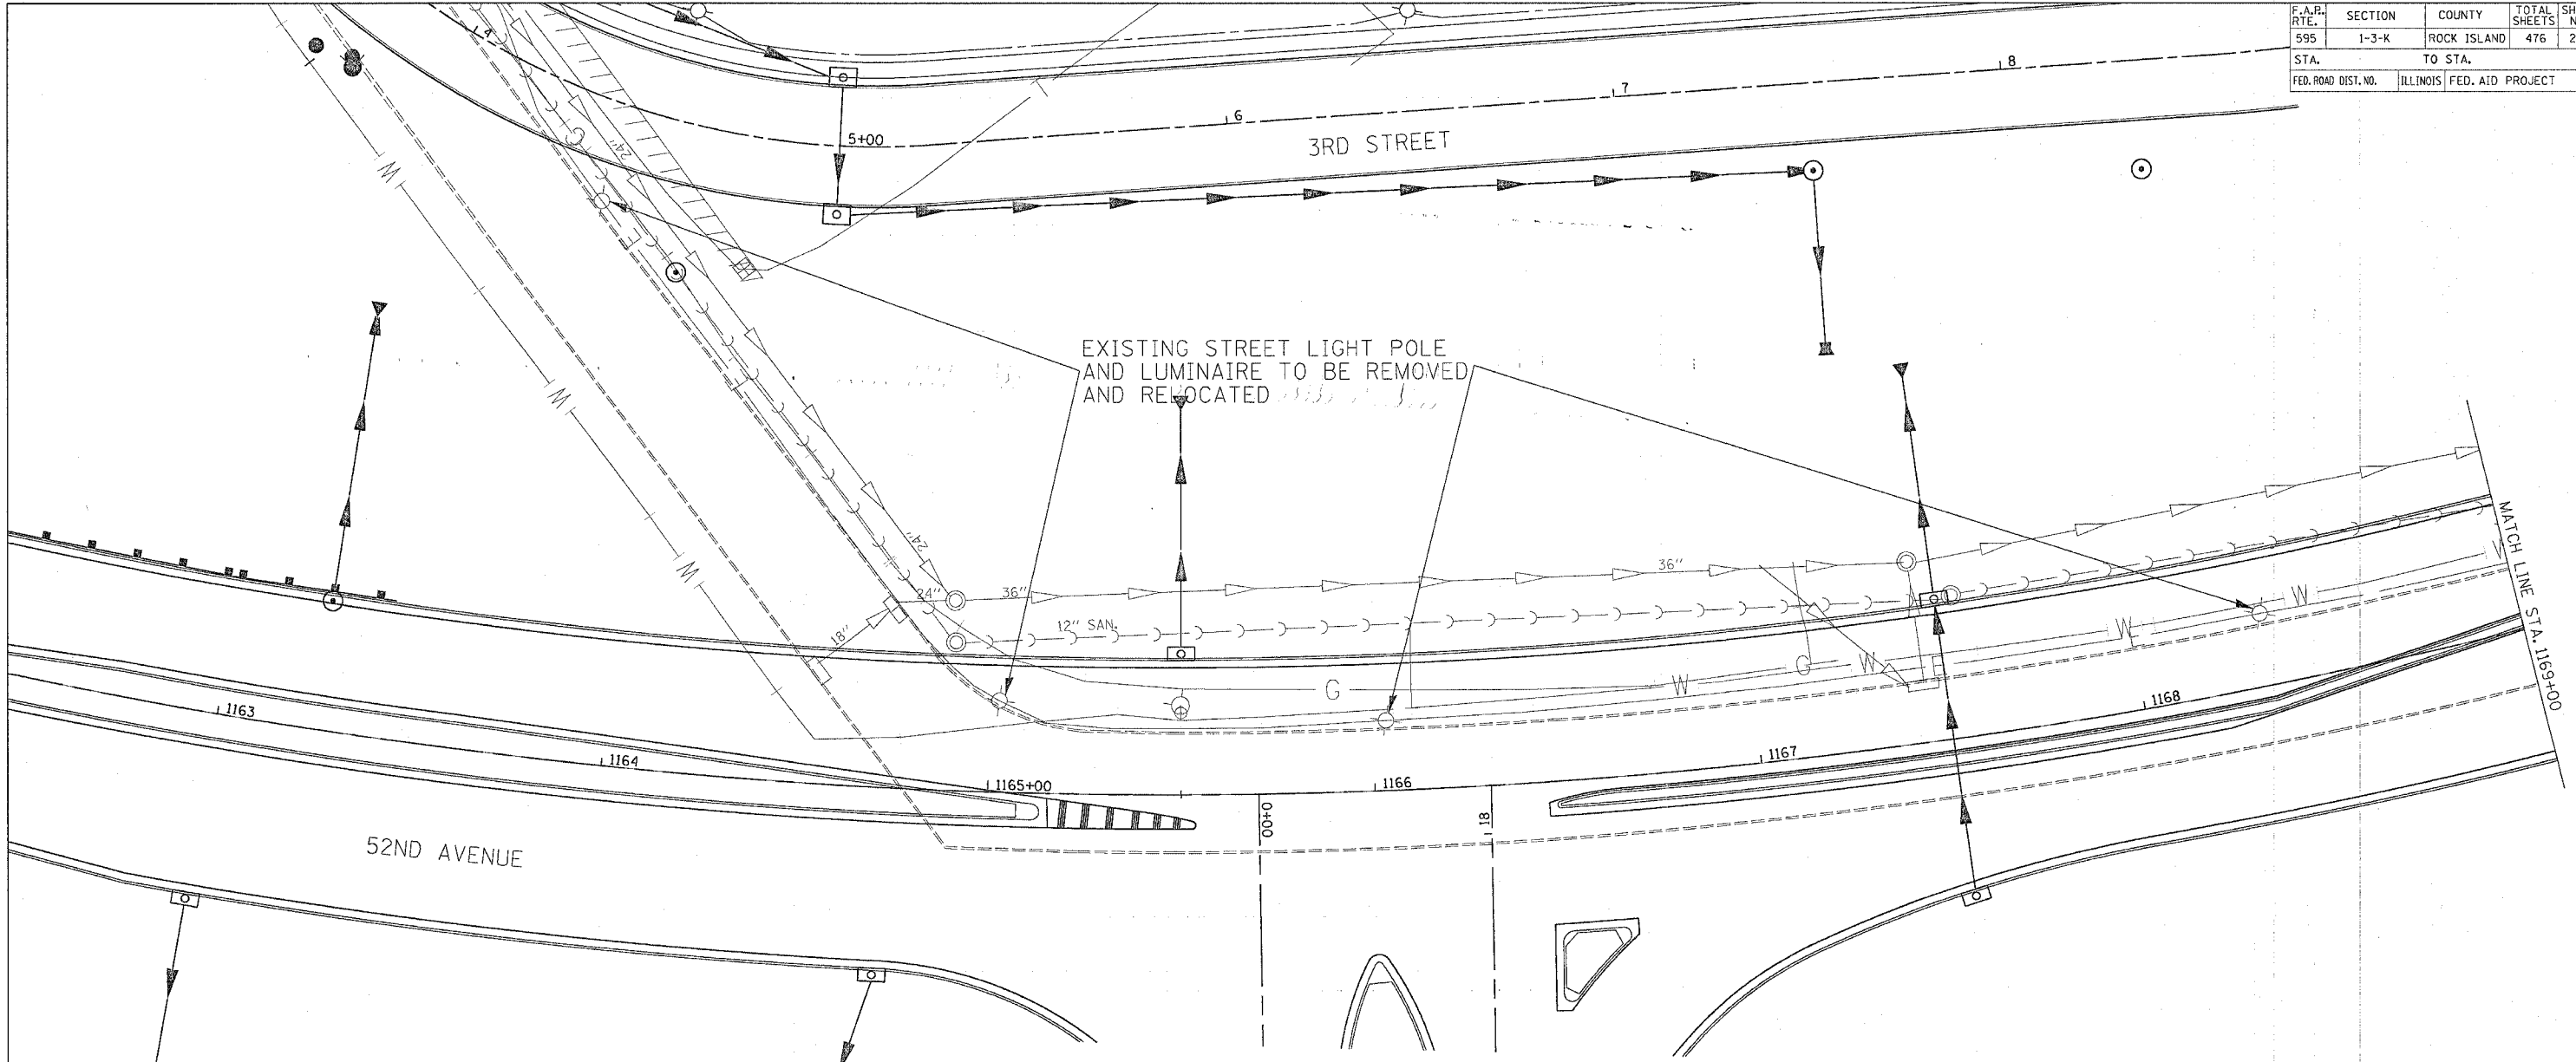 F.A.P. RTE. SECTION COUNTY TOTAL SHEETS
595 1-3-K ROCK ISLAND 476
STA. TO STA.
FED. ROAD DIST. NO. ILLINOIS FED. AID PROJECT
4
5+00
6
7
8
3RD STREET
24"
W
W
W
EXISTING STREET LIGHT POLE
AND LUMINAIRE TO BE REMOVED
AND RELOCATED
24"
24"
36"
36"
18"
12" SAN.
G
W
G
W
E
W
W
MATCH LINE STA. 1169+00
1163
1164
1165+00
1166
1167
1168
0+00
18
52ND AVENUE